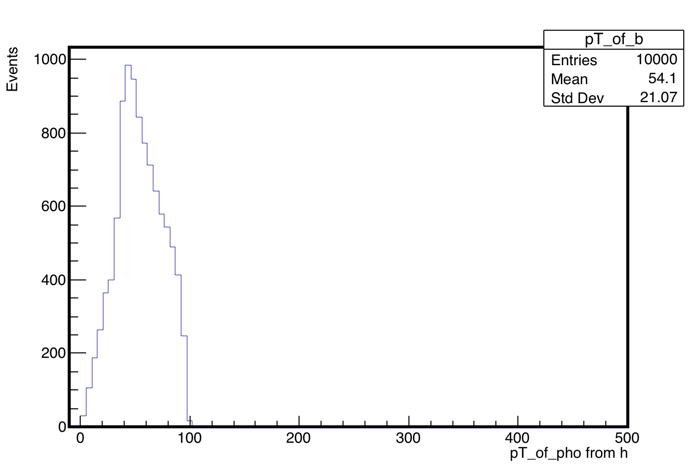 pT_of_b
Entries 10000
Mean 54.1
Std Dev 21.07
Events
1000
800
600
400
200
0
0 100 200 300 400 500
pT_of_pho from h